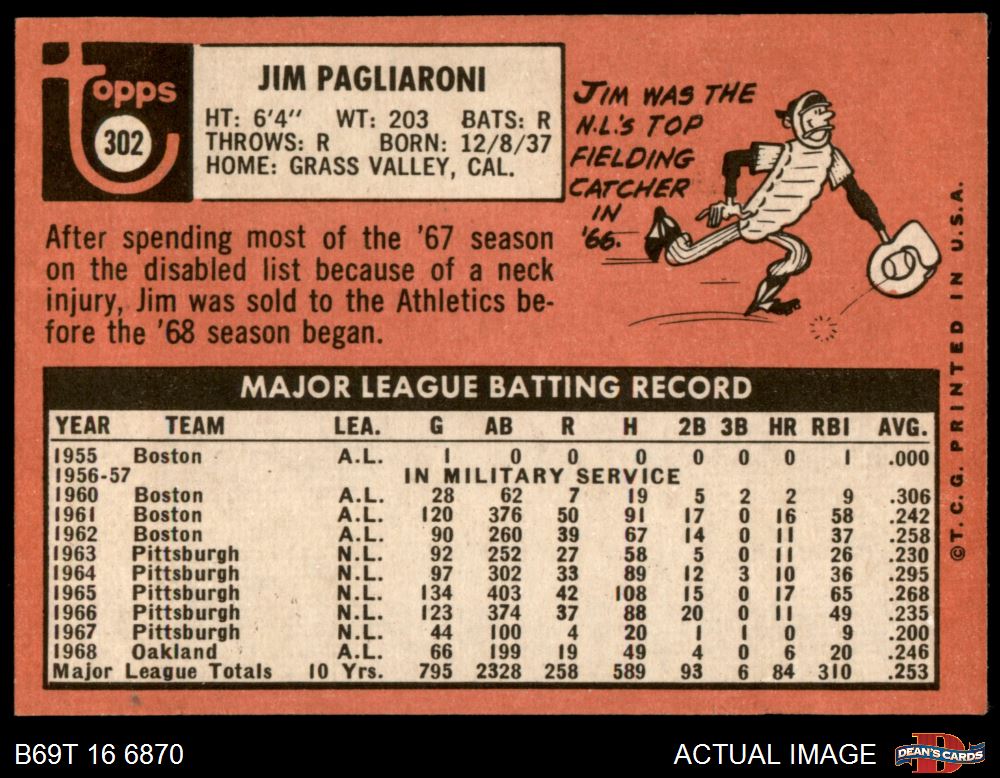 topps
302
JIM PAGLIARONI
HT: 6'4" WT: 203 BATS: R
THROWS: R BORN: 12/8/37
HOME: GRASS VALLEY, CAL.
JIM WAS THE
N.L.'S TOP
FIELDING
CATCHER
IN
'66.
After spending most of the '67 season
on the disabled list because of a neck
injury, Jim was sold to the Athletics be-
fore the '68 season began.
MAJOR LEAGUE BATTING RECORD
YEAR TEAM LEA. G AB R H 2B 3B HR RBI AVG.
1955 Boston A.L. 1 0 0 0 0 0 0 1 .000
1956-57 IN MILITARY SERVICE
1960 Boston A.L. 28 62 7 19 5 2 2 9 .306
1961 Boston A.L. 120 376 50 91 17 0 16 58 .242
1962 Boston A.L. 90 260 39 67 14 0 11 37 .258
1963 Pittsburgh N.L. 92 252 27 58 5 0 11 26 .230
1964 Pittsburgh N.L. 97 302 33 89 12 3 10 36 .295
1965 Pittsburgh N.L. 134 403 42 108 15 0 17 65 .268
1966 Pittsburgh N.L. 123 374 37 88 20 0 11 49 .235
1967 Pittsburgh N.L. 44 100 4 20 1 1 0 9 .200
1968 Oakland A.L. 66 199 19 49 4 0 6 20 .246
Major League Totals 10 Yrs. 795 2328 258 589 93 6 84 310 .253
©T. C. G. PRINTED IN U.S.A.
B69T 16 6870
ACTUAL IMAGE
DEAN'S CARDS